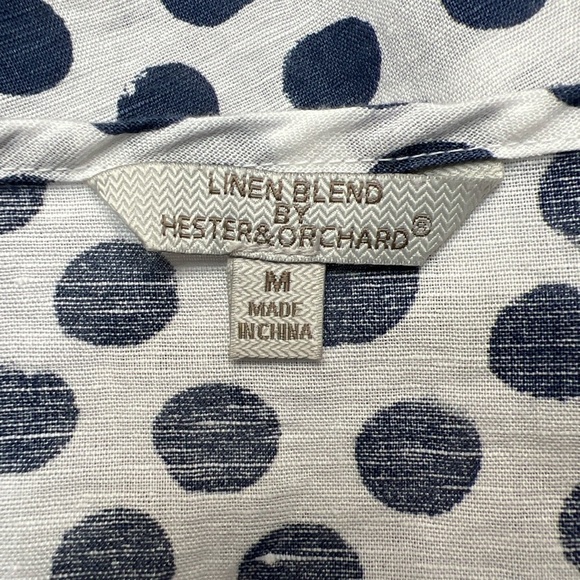 LINEN BLEND
BY
HESTER&ORCHARD®
M
MADE
IN CHINA